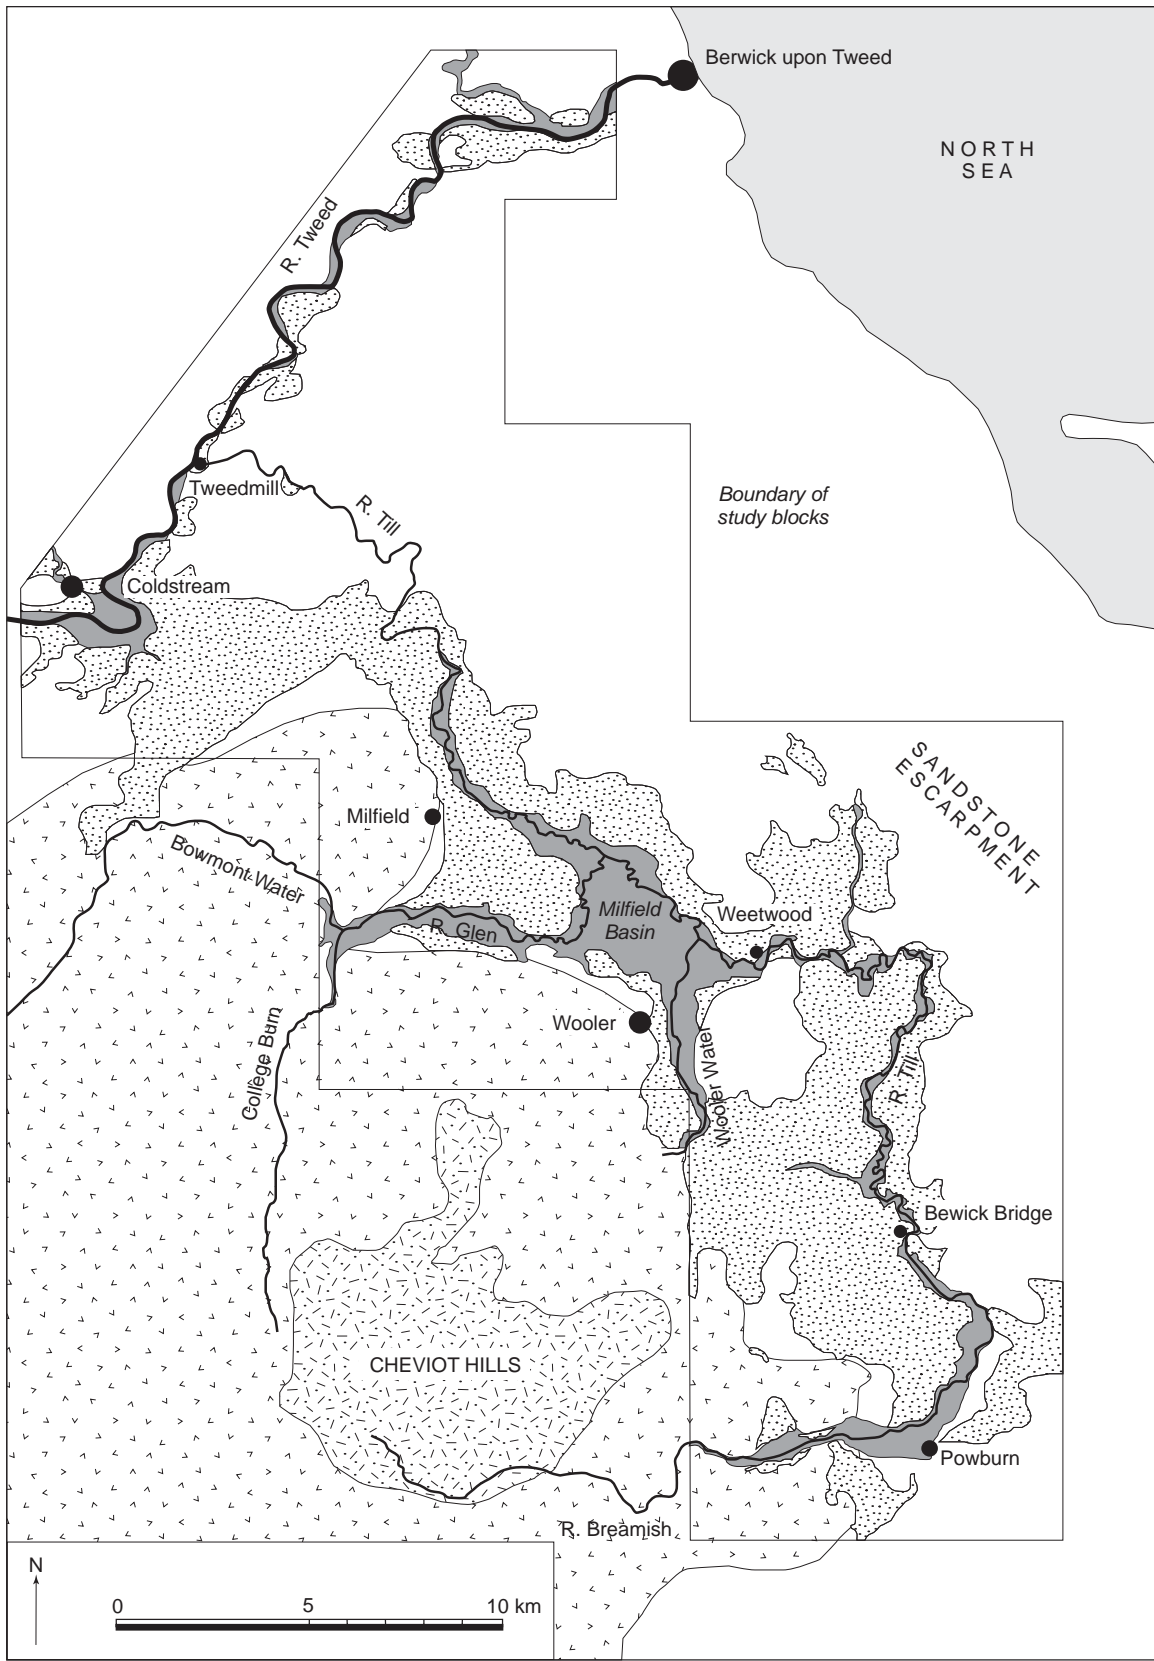 Berwick upon Tweed
NORTH
SEA
R. Tweed
Tweedmill
R. Till
Boundary of
study blocks
Coldstream
SANDSTONE
ESCARPMENT
Milfield
Bowmont Water
Milfield
Basin
Weetwood
R. Glen
Wooler
College Burn
Wooler Water
R. Till
Bewick Bridge
CHEVIOT HILLS
Powburn
R. Breamish
N
0 5 10 km